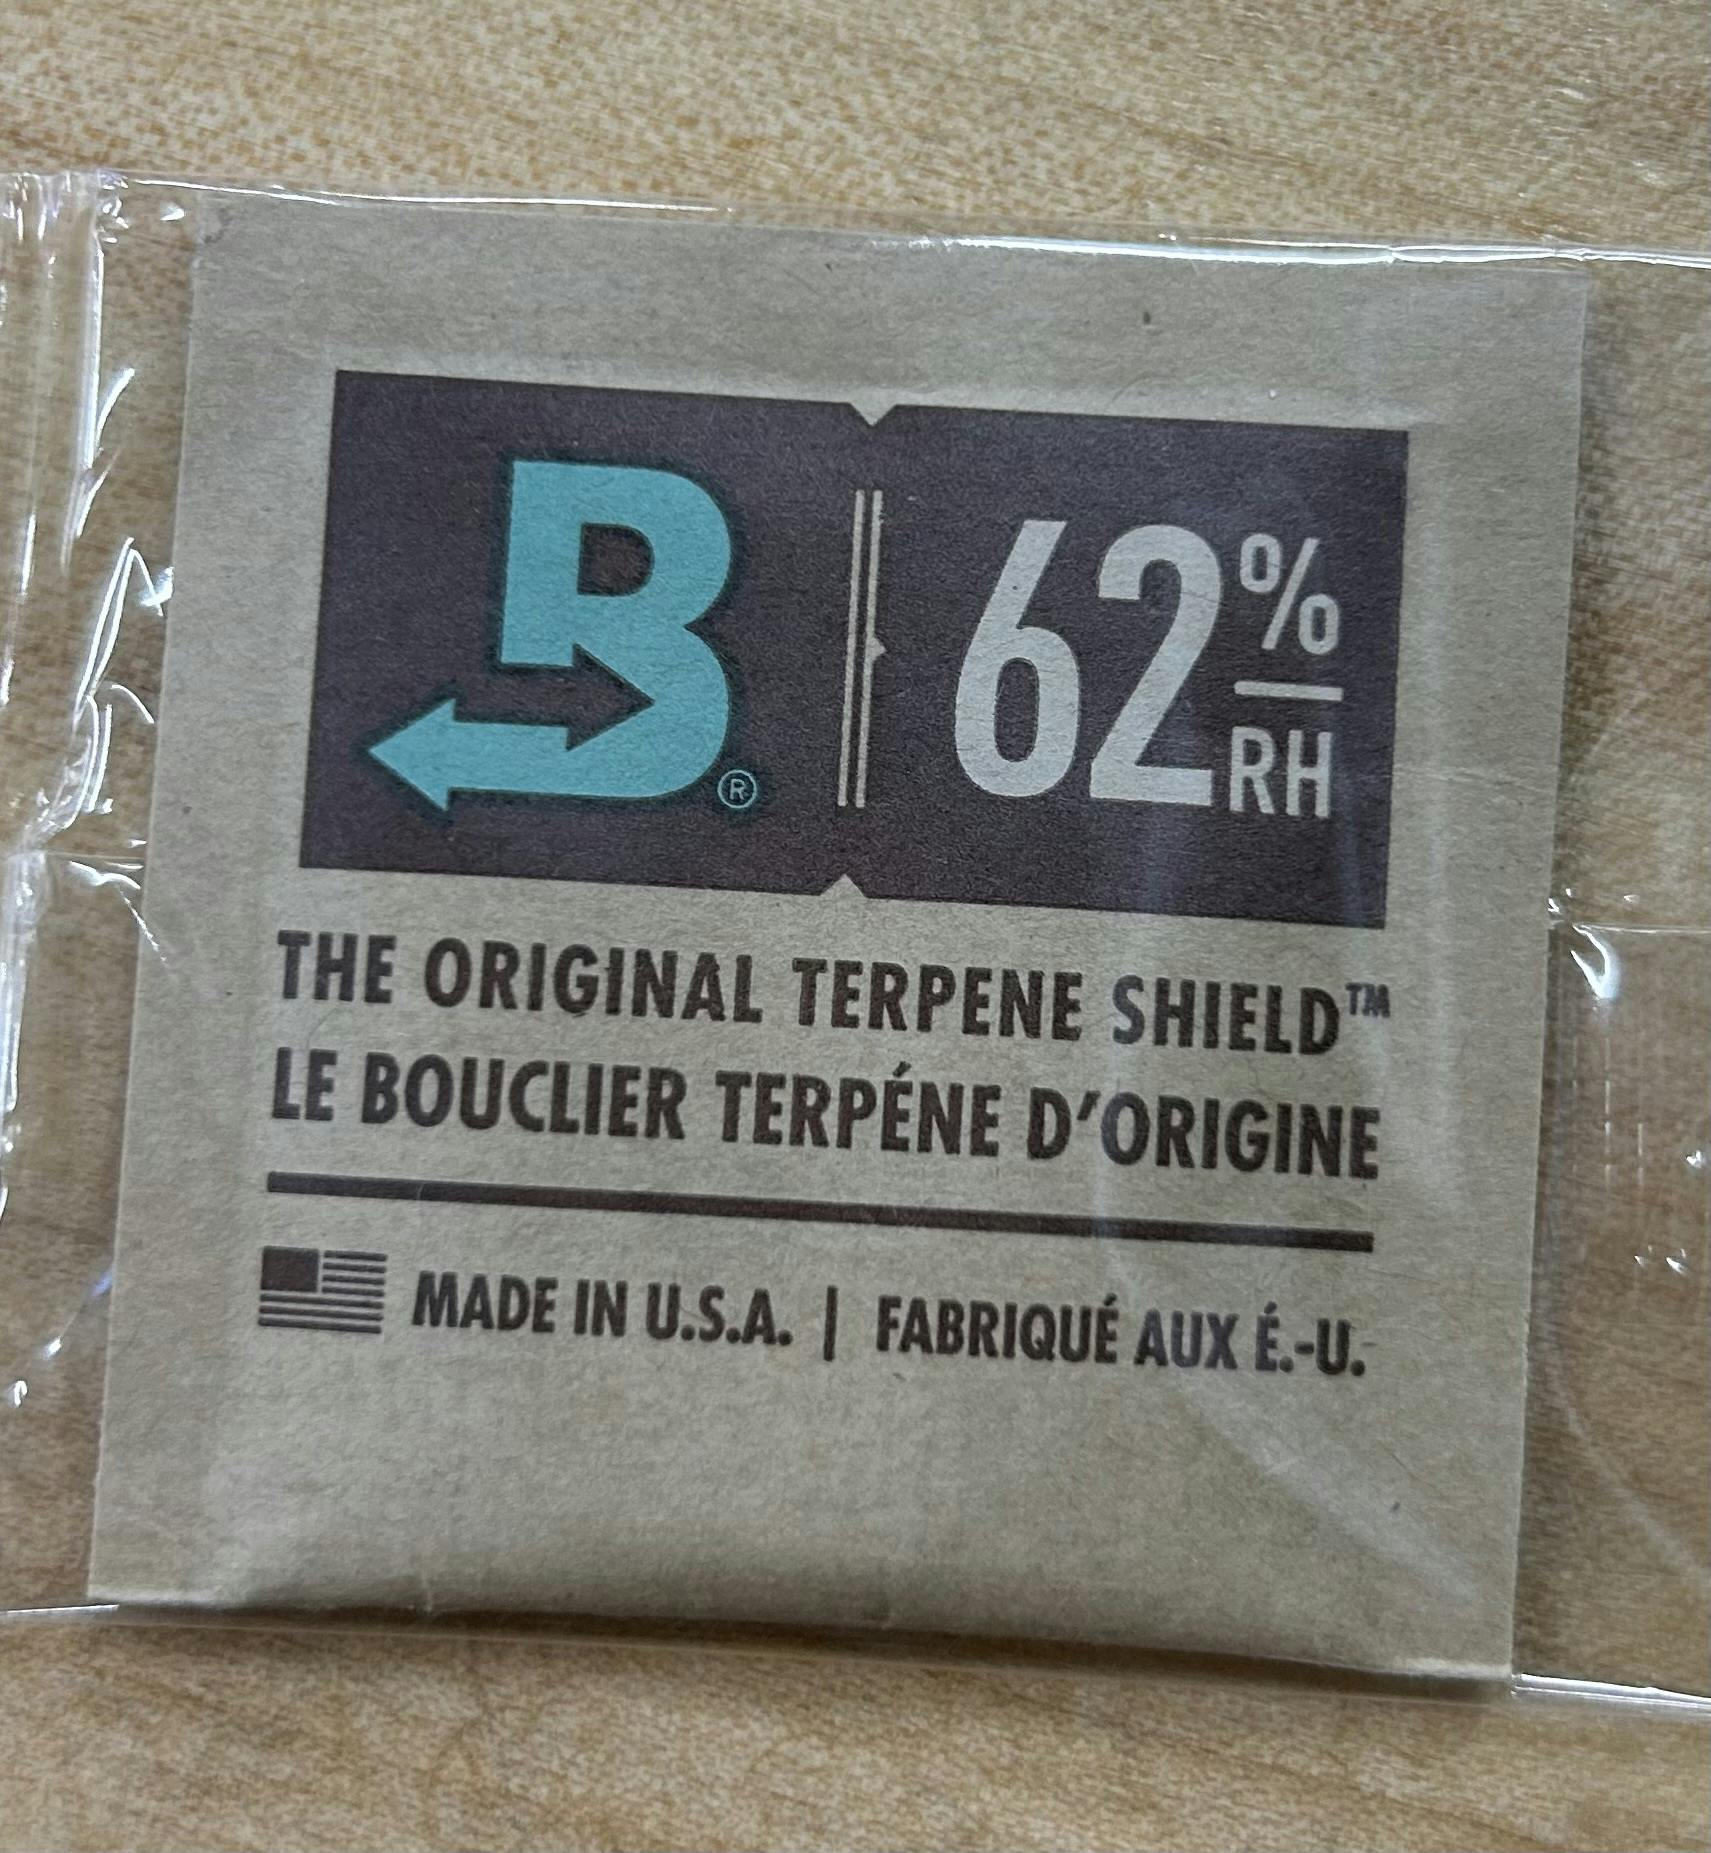 B® 62% RH
THE ORIGINAL TERPENE SHIELD™
LE BOUCLIER TERPÉNE D'ORIGINE
MADE IN U.S.A. | FABRIQUÉ AUX É.-U.